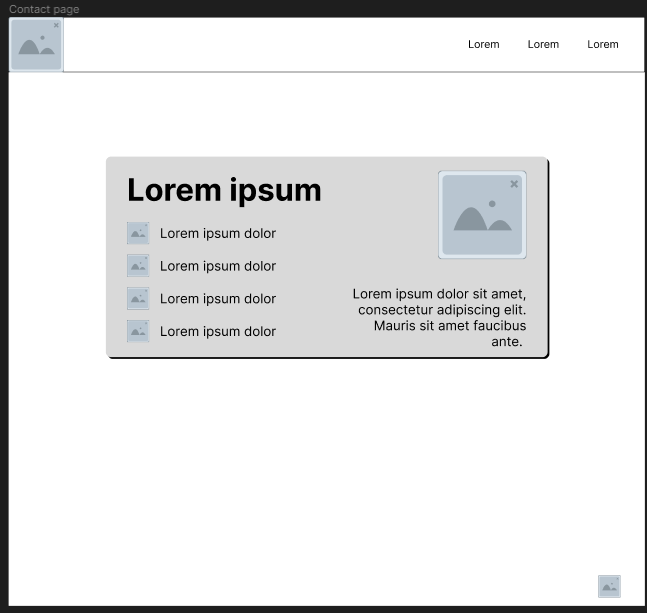 Contact page
Lorem
Lorem
Lorem
Lorem ipsum
Lorem ipsum dolor
Lorem ipsum dolor
Lorem ipsum dolor
Lorem ipsum dolor
Lorem ipsum dolor sit amet,
consectetur adipiscing elit.
Mauris sit amet faucibus
ante.